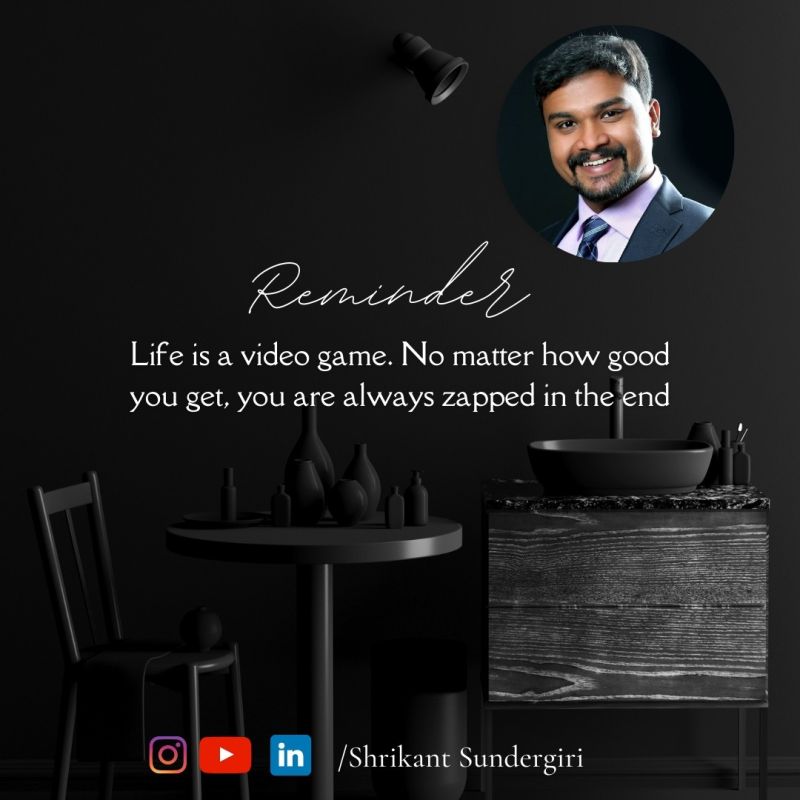 Reminder
Life is a video game. No matter how good
you get, you are always zapped in the end
in /Shrikant Sundergiri